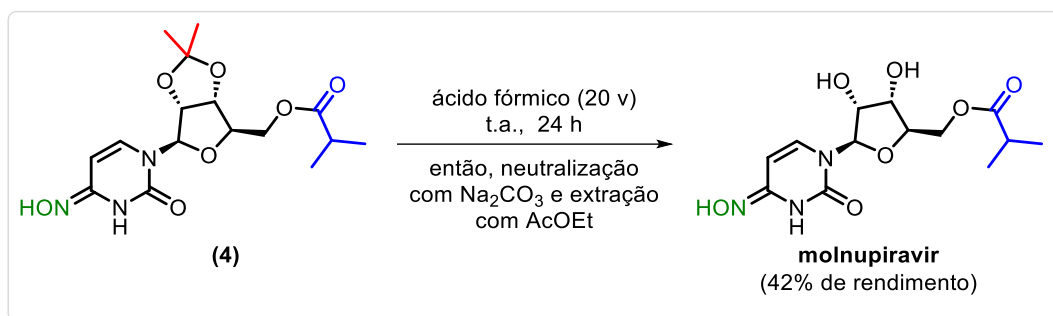 O
O
O
O
O
N
O
N
H
HON
(4)
ácido fórmico (20 v)
t.a., 24 h
então, neutralização
com Na₂CO₃ e extração
com AcOEt
HO
OH
O
O
O
N
O
N
H
HON
molnupiravir
(42% de rendimento)